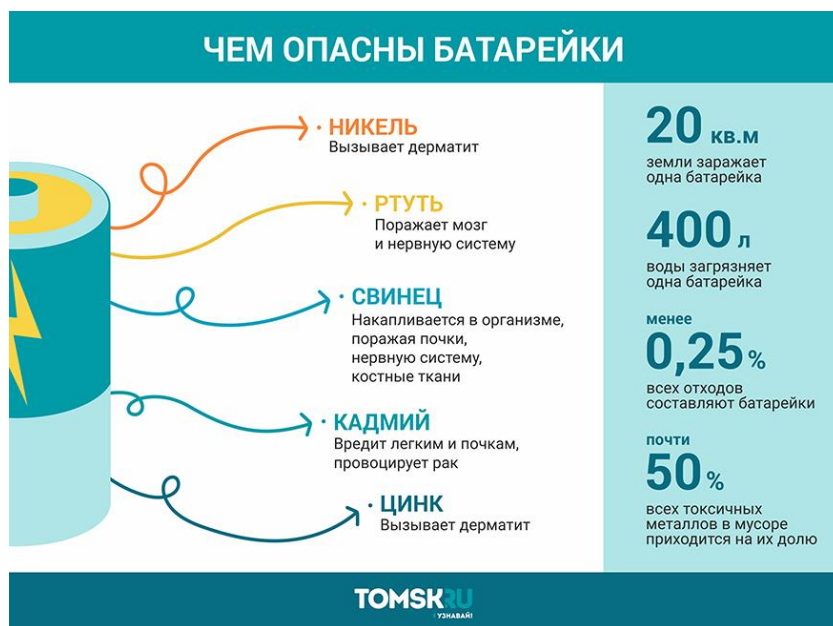 ЧЕМ ОПАСНЫ БАТАРЕЙКИ
НИКЕЛЬ
Вызывает дерматит
РТУТЬ
Поражает мозг
и нервную систему
СВИНЕЦ
Накапливается в организме,
поражая почки,
нервную систему,
костные ткани
КАДМИЙ
Вредит легким и почкам,
провоцирует рак
ЦИНК
Вызывает дерматит
20 кв.м
земли заражает
одна батарейка
400 л
воды загрязняет
одна батарейка
менее
0,25 %
всех отходов
составляют батарейки
почти
50 %
всех токсичных
металлов в мусоре
приходится на их долю
TOMSKRU
УЗНАВАЙ!